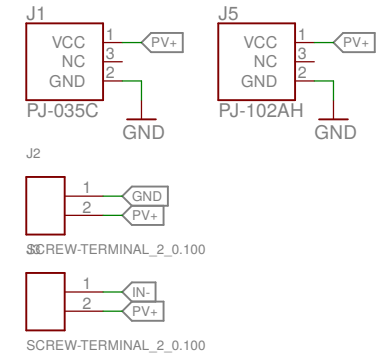 J1 J5
VCC 1 PV+ VCC 1 PV+
NC 3 NC 3
GND 2 GND 2
PJ-035C PJ-102AH
GND GND
J2
1 GND
2 PV+
SCREW-TERMINAL_2_0.100
J3
1 IN-
2 PV+
SCREW-TERMINAL_2_0.100